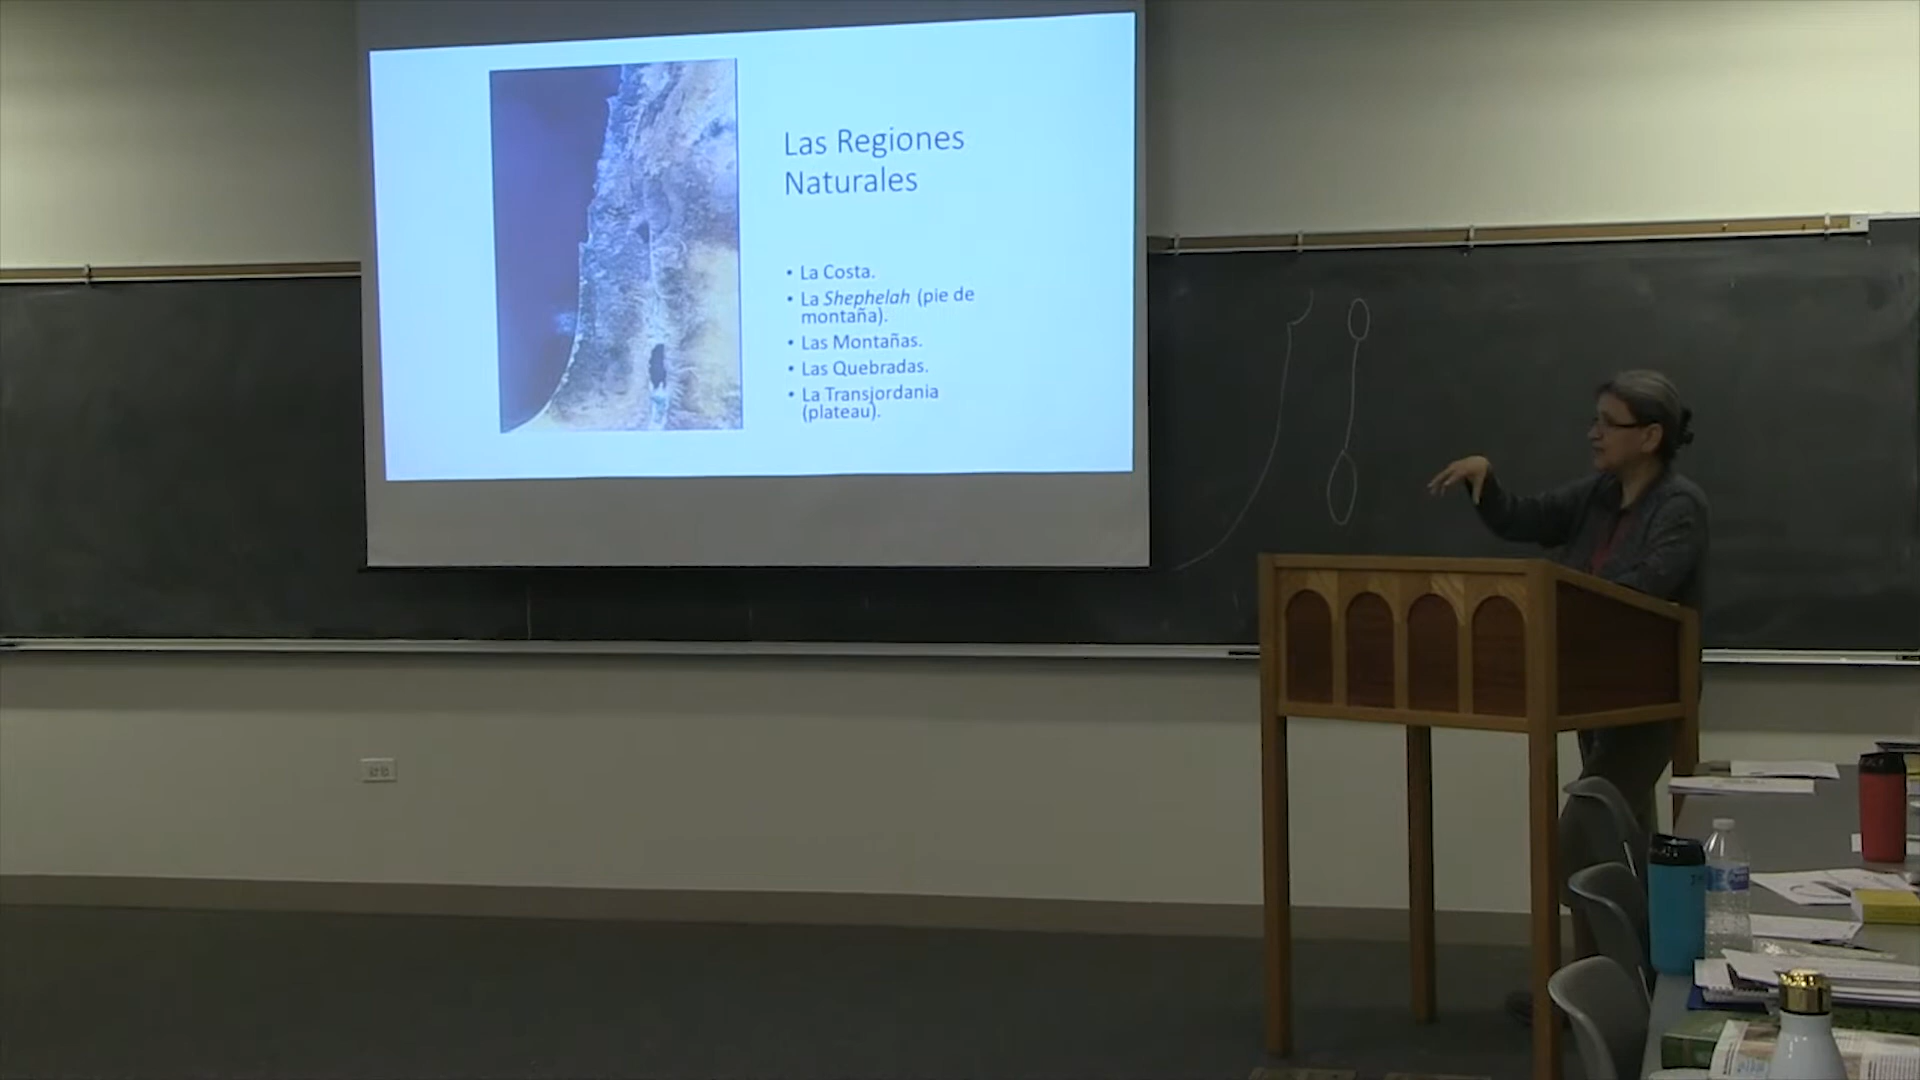 Las Regiones
Naturales
• La Costa.
• La Shephelah (pie de
montaña).
• Las Montañas.
• Las Quebradas.
• La Transjordania
(plateau).